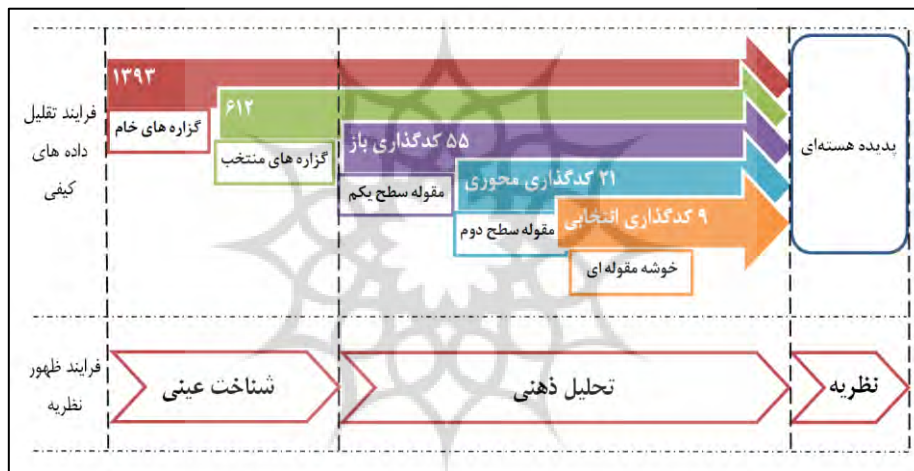 فرایند تقلیل
داده های
کیفی
۱۳۹۳
گزاره های خام
۶۱۲
گزاره های منتخب
۵۵ کدگذاری باز
مقوله سطح یکم
۲۱ کدگذاری محوری
مقوله سطح دوم
۹ کدگذاری انتخابی
خوشه مقوله ای
پدیده هسته‌ای
فرایند ظهور
نظریه
شناخت عینی
تحلیل ذهنی
نظریه